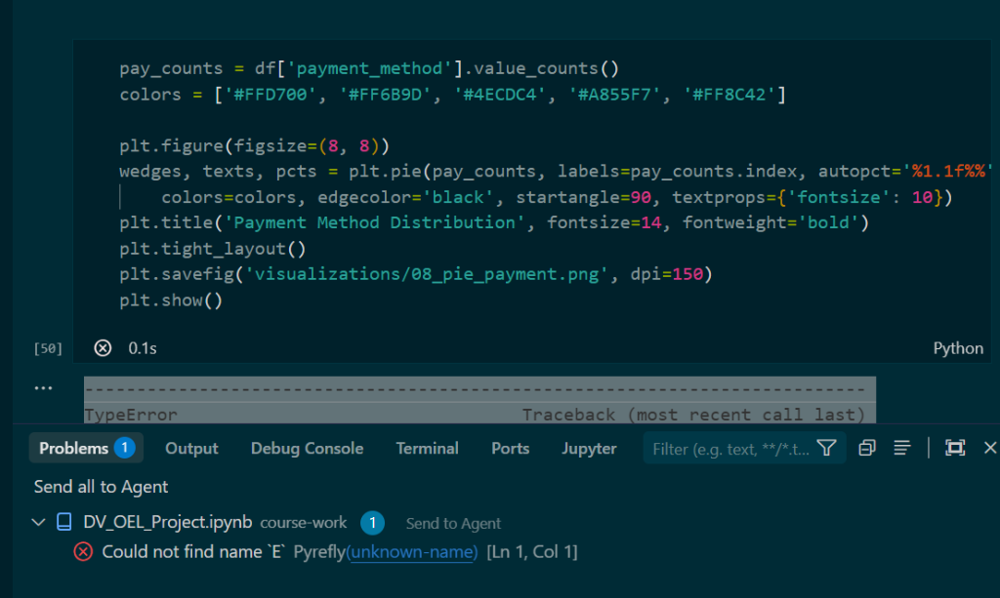 pay_counts = df['payment_method'].value_counts()
colors = ['#FFD700', '#FF6B9D', '#4ECDC4', '#A855F7', '#FF8C42']
plt.figure(figsize=(8, 8))
wedges, texts, pcts = plt.pie(pay_counts, labels=pay_counts.index, autopct='%1.1f%%'
colors=colors, edgecolor='black', startangle=90, textprops={'fontsize': 10})
plt.title('Payment Method Distribution', fontsize=14, fontweight='bold')
plt.tight_layout()
plt.savefig('visualizations/08_pie_payment.png', dpi=150)
plt.show()
[50] 0.1s Python
...
---------------------------------------------------------------------------
TypeError Traceback (most recent call last)
Problems 1 Output Debug Console Terminal Ports Jupyter Filter (e.g. text, **/*.t...
Send all to Agent
DV_OEL_Project.ipynb course-work 1 Send to Agent
Could not find name `E` Pyrefly(unknown-name) [Ln 1, Col 1]